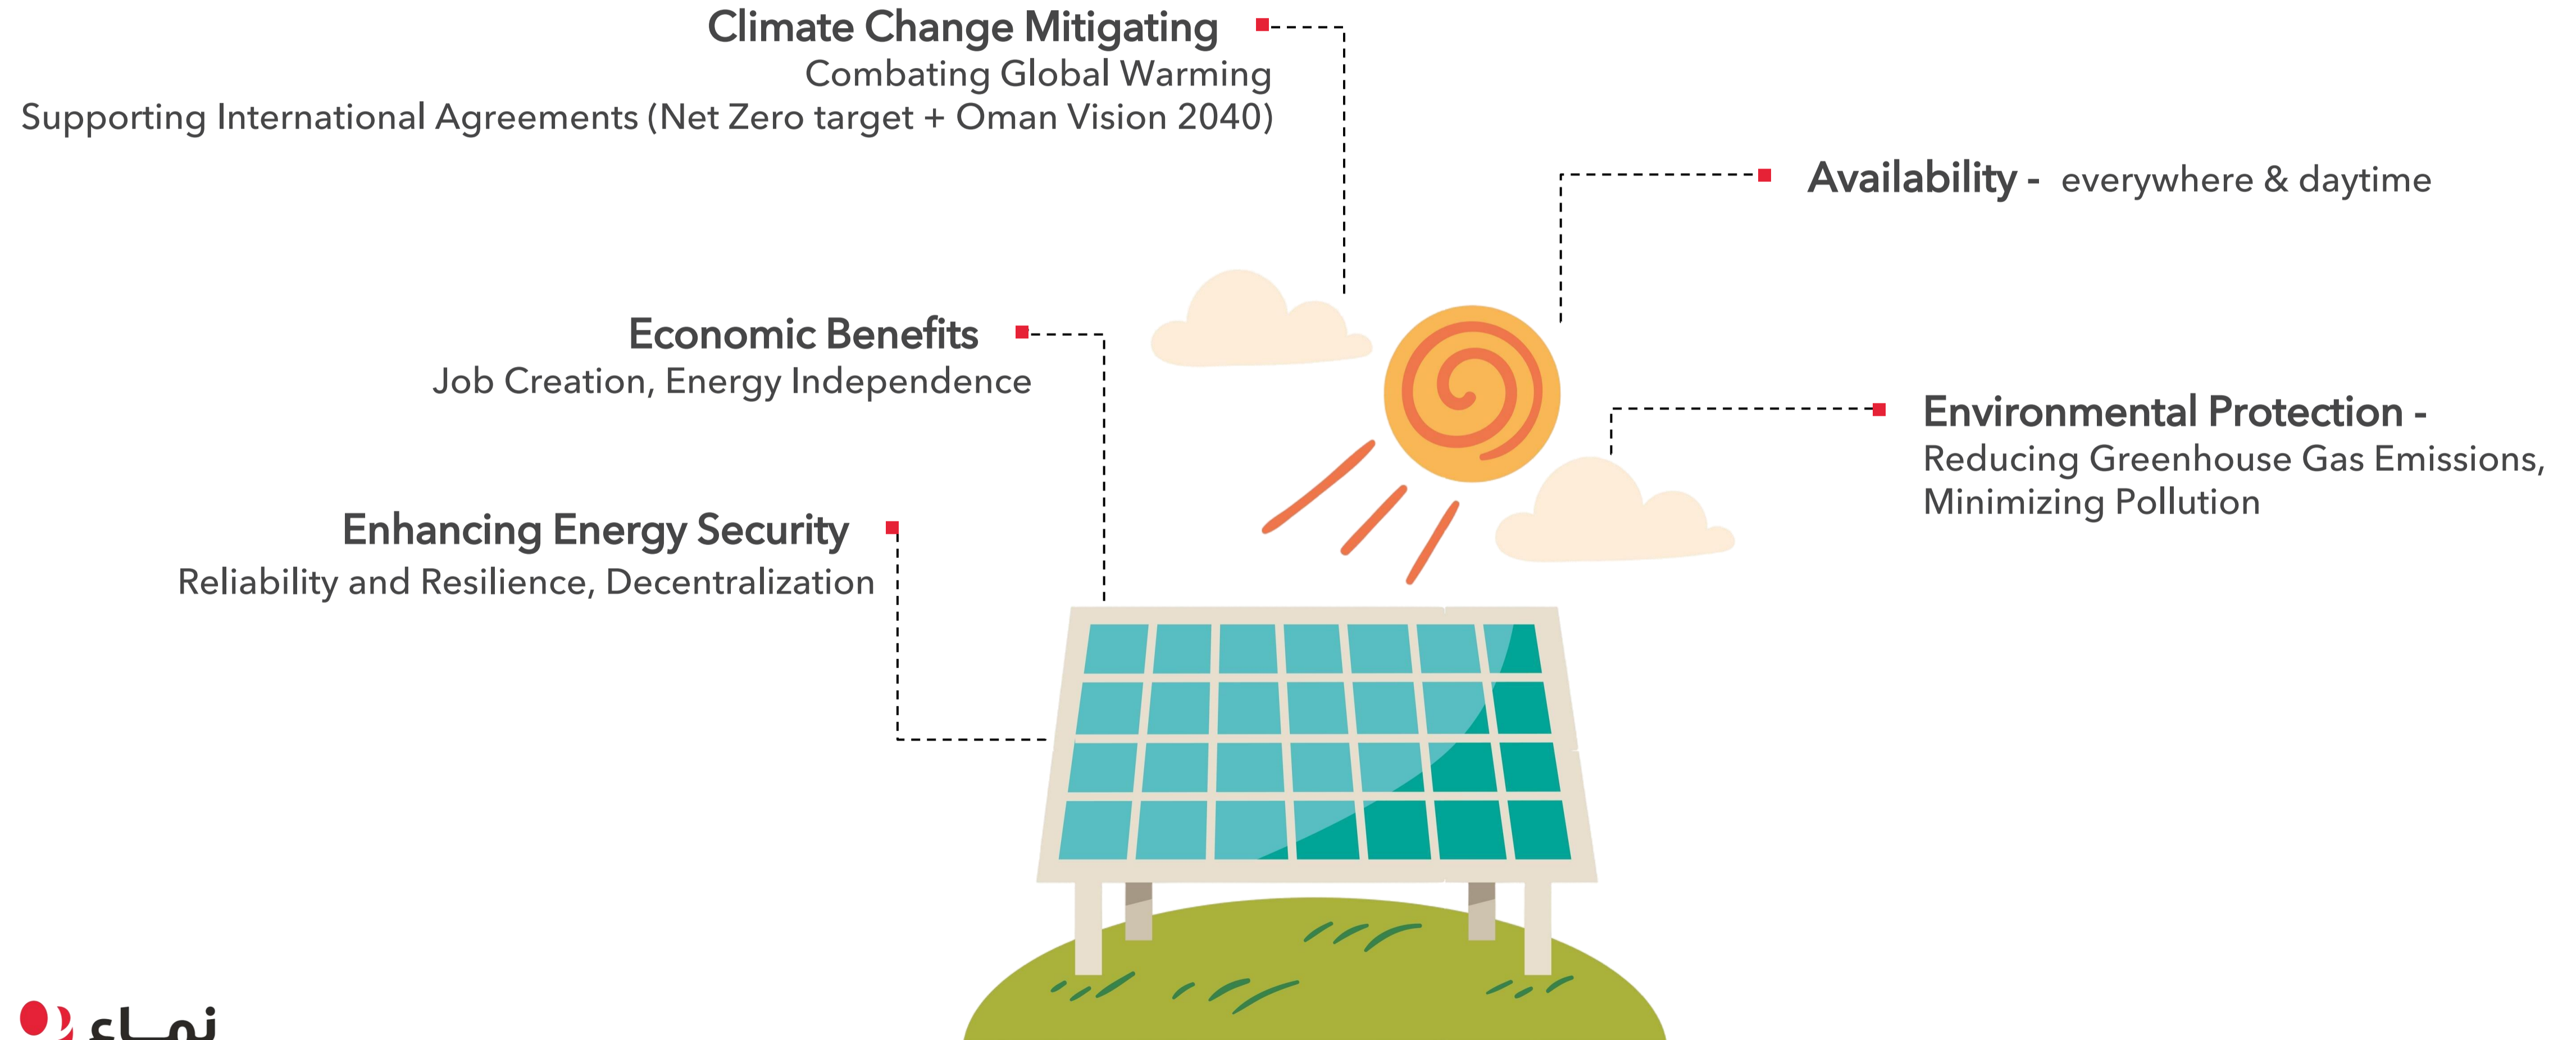 Climate Change Mitigating
Combating Global Warming
Supporting International Agreements (Net Zero target + Oman Vision 2040)
Availability - everywhere & daytime
Economic Benefits
Job Creation, Energy Independence
Environmental Protection -
Reducing Greenhouse Gas Emissions,
Minimizing Pollution
Enhancing Energy Security
Reliability and Resilience, Decentralization
نماء